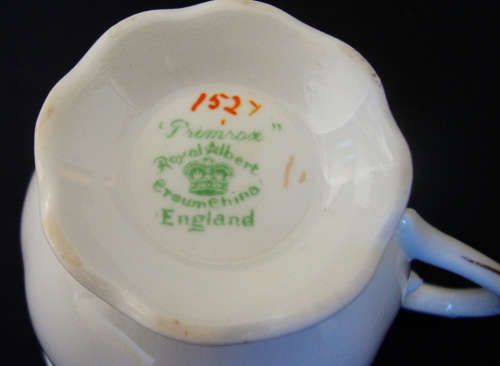 1527
"Primrose"
Royal Albert
Crown China
England